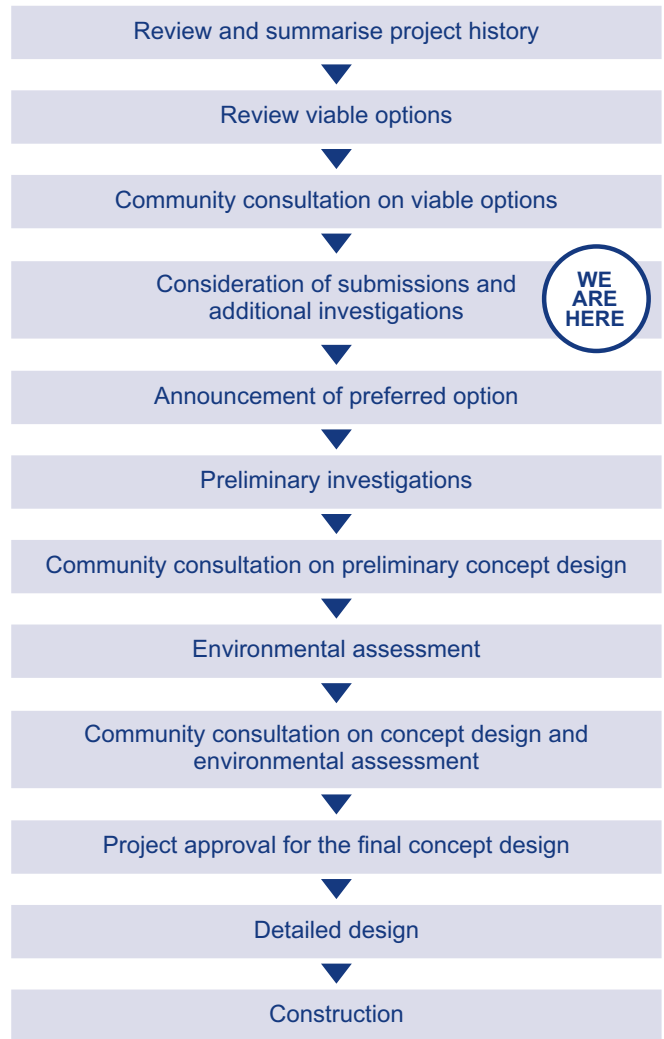 Review and summarise project history
Review viable options
Community consultation on viable options
Consideration of submissions and
additional investigations
WE
ARE
HERE
Announcement of preferred option
Preliminary investigations
Community consultation on preliminary concept design
Environmental assessment
Community consultation on concept design and
environmental assessment
Project approval for the final concept design
Detailed design
Construction